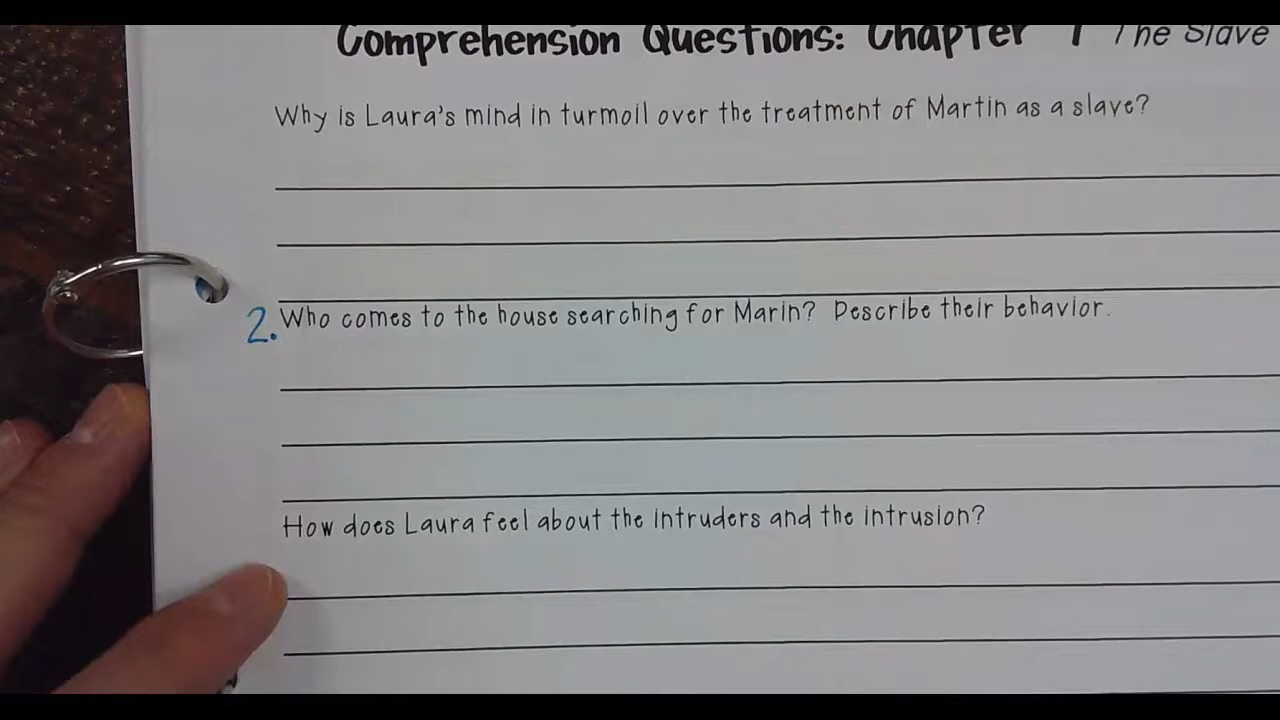 Comprehension Questions: Chapter The Slave
Why is Laura's mind in turmoil over the treatment of Martin as a slave?
2. Who comes to the house searching for Marin? Describe their behavior.
How does Laura feel about the intruders and the intrusion?